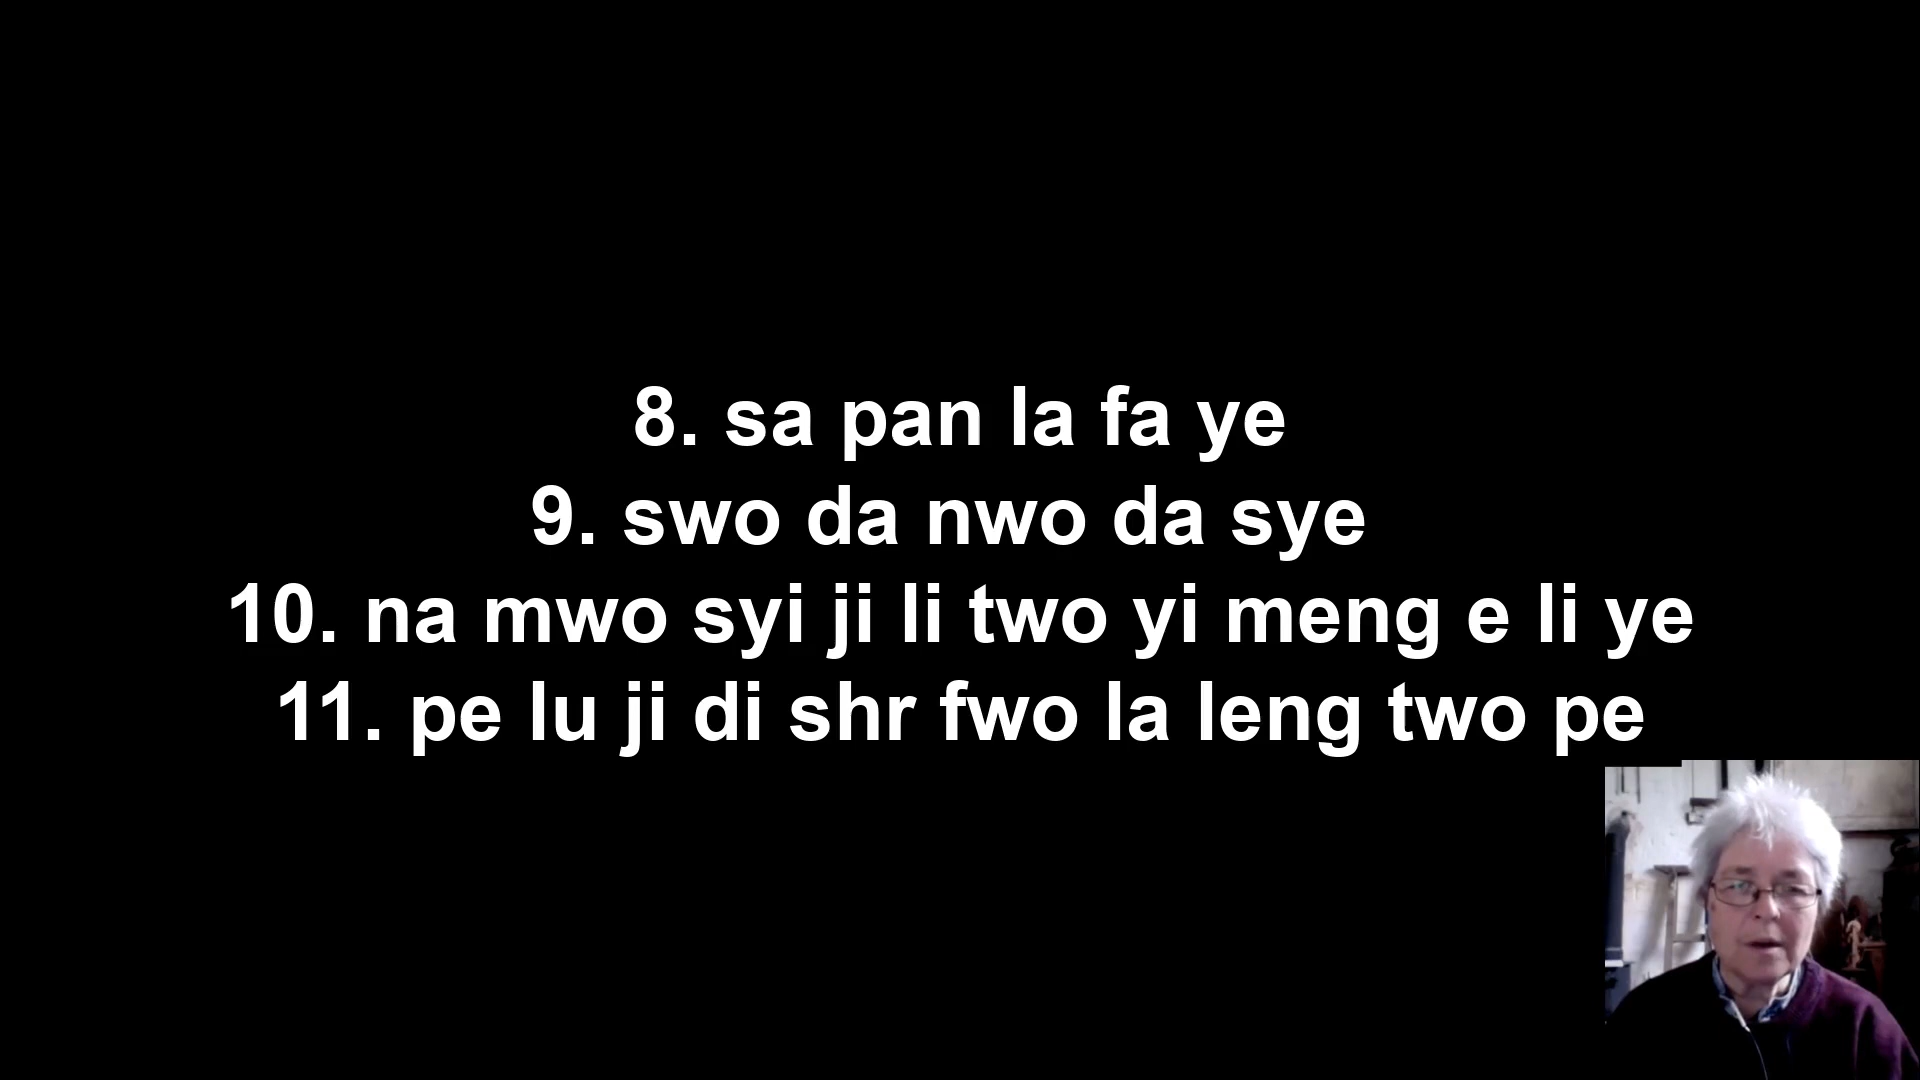 8. sa pan la fa ye
9. swo da nwo da sye
10. na mwo syi ji li two yi meng e li ye
11. pe lu ji di shr fwo la leng two pe